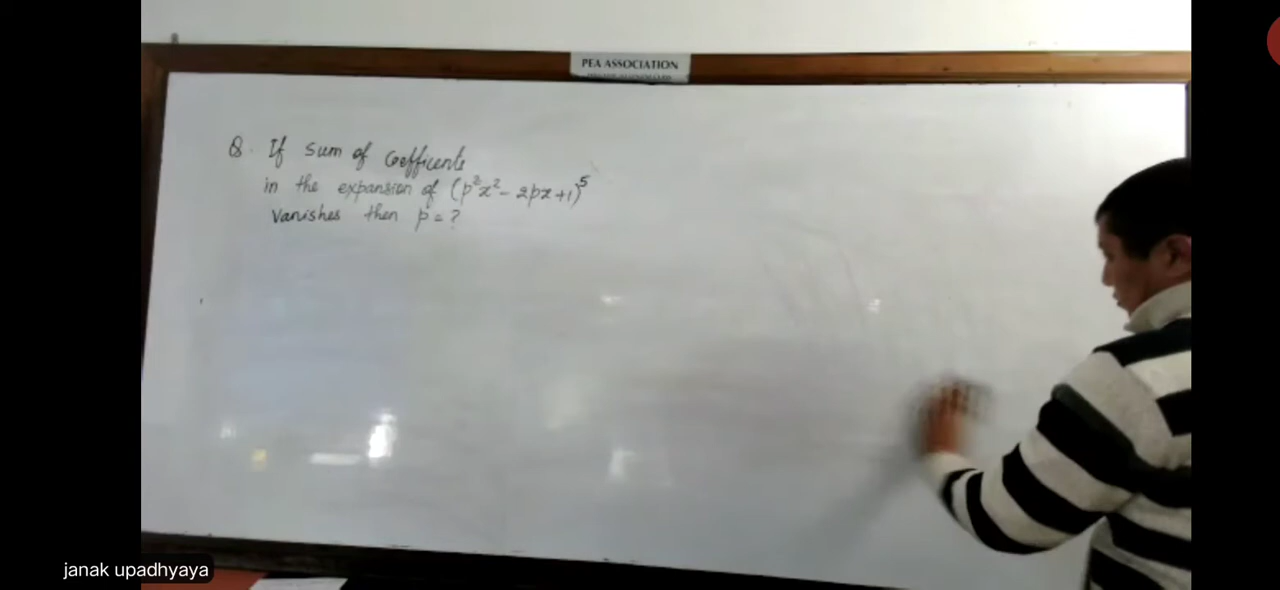 PEA ASSOCIATION
Q. If sum of Coefficents
in the expansion of (p²x² - 2px + 1)⁵
vanishes then p = ?
janak upadhyaya